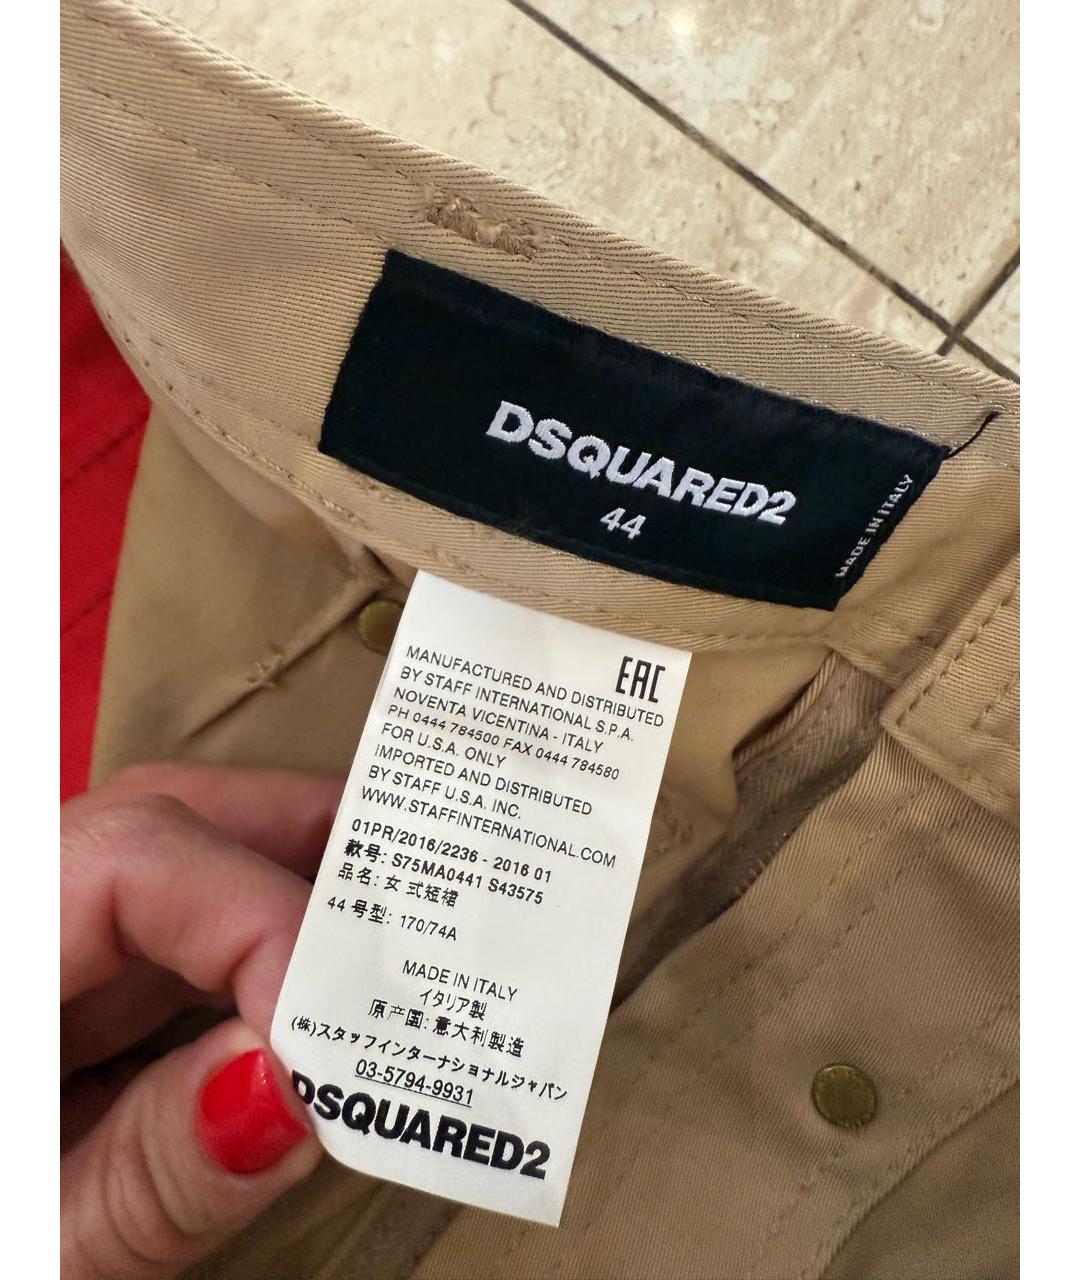 DSQUARED2
44
MADE IN ITALY
EAC
MANUFACTURED AND DISTRIBUTED
BY STAFF INTERNATIONAL S.P.A.
NOVENTA VICENTINA - ITALY
PH 0444 784500 FAX 0444 784580
FOR U.S.A. ONLY
IMPORTED AND DISTRIBUTED
BY STAFF U.S.A. INC.
WWW.STAFFINTERNATIONAL.COM
01PR/2016/2236 - 2016 01
款号: S75MA0441 S43575
品名: 女 式短裙
44 号型: 170/74A
MADE IN ITALY
イタリア製
原产国: 意大利製造
(株)スタッフインターナショナルジャパン
03-5794-9931
DSQUARED2